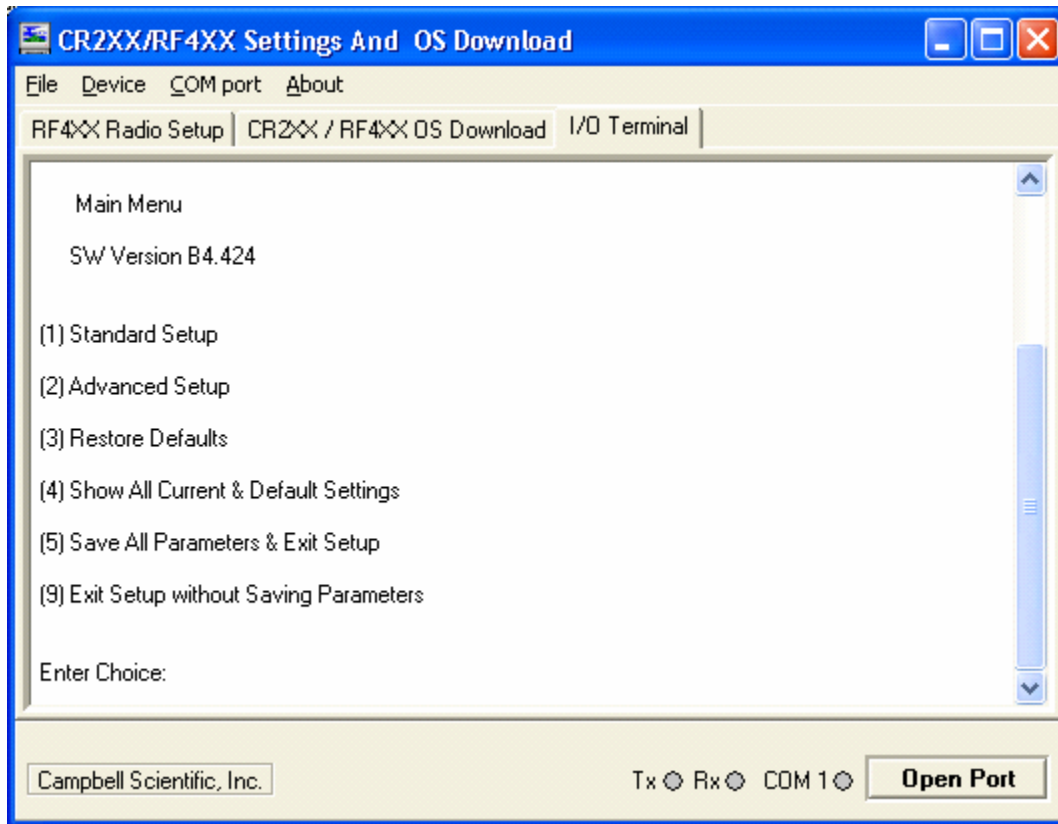 CR2XX/RF4XX Settings And OS Download
File Device COM port About
RF4XX Radio Setup CR2XX / RF4XX OS Download I/O Terminal
Main Menu
SW Version B4.424
(1) Standard Setup
(2) Advanced Setup
(3) Restore Defaults
(4) Show All Current & Default Settings
(5) Save All Parameters & Exit Setup
(9) Exit Setup without Saving Parameters
Enter Choice:
Campbell Scientific, Inc. Tx Rx COM 1 Open Port